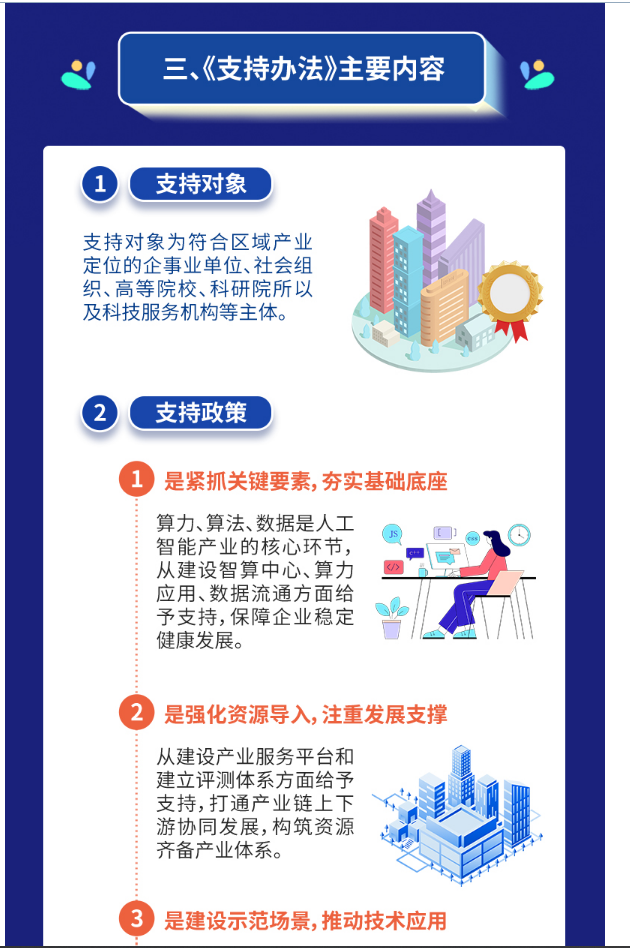 三、《支持办法》主要内容
1 支持对象
支持对象为符合区域产业
定位的企事业单位、社会组
织、高等院校、科研院所以
及科技服务机构等主体。
2 支持政策
1 是紧抓关键要素，夯实基础底座
算力、算法、数据是人工
智能产业的核心环节，
从建设智算中心、算力
应用、数据流通方面给
予支持，保障企业稳定
健康发展。
JS
[ ]
css
</>
2 是强化资源导入，注重发展支撑
从建设产业服务平台和
建立评测体系方面给予
支持，打通产业链上下
游协同发展，构筑资源
齐备产业体系。
3 是建设示范场景，推动技术应用